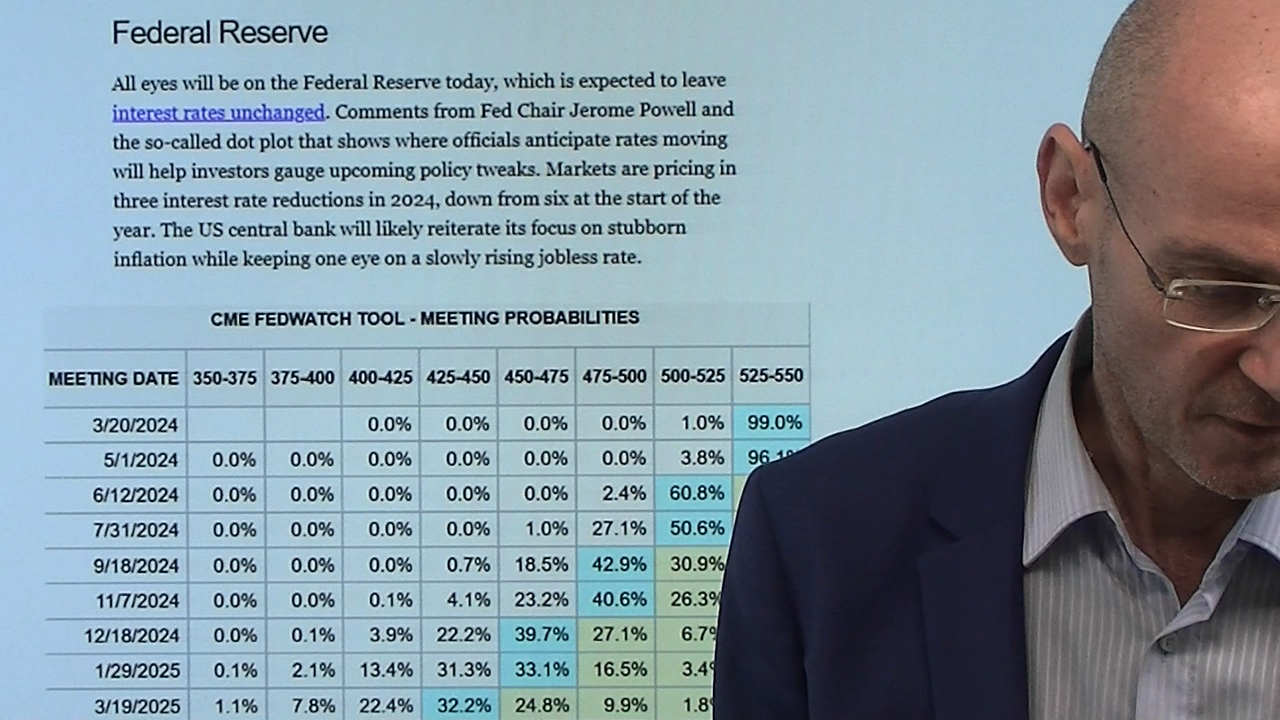 Federal Reserve
All eyes will be on the Federal Reserve today, which is expected to leave
interest rates unchanged. Comments from Fed Chair Jerome Powell and
the so-called dot plot that shows where officials anticipate rates moving
will help investors gauge upcoming policy tweaks. Markets are pricing in
three interest rate reductions in 2024, down from six at the start of the
year. The US central bank will likely reiterate its focus on stubborn
inflation while keeping one eye on a slowly rising jobless rate.
CME FEDWATCH TOOL - MEETING PROBABILITIES
MEETING DATE 350-375 375-400 400-425 425-450 450-475 475-500 500-525 525-550
3/20/2024 0.0% 0.0% 0.0% 0.0% 1.0% 99.0%
5/1/2024 0.0% 0.0% 0.0% 0.0% 0.0% 0.0% 3.8%
6/12/2024 0.0% 0.0% 0.0% 0.0% 0.0% 2.4% 60.8%
7/31/2024 0.0% 0.0% 0.0% 0.0% 1.0% 27.1% 50.6%
9/18/2024 0.0% 0.0% 0.0% 0.7% 18.5% 42.9% 30.9%
11/7/2024 0.0% 0.0% 0.1% 4.1% 23.2% 40.6% 26.3%
12/18/2024 0.0% 0.1% 3.9% 22.2% 39.7% 27.1% 6.7%
1/29/2025 0.1% 2.1% 13.4% 31.3% 33.1% 16.5% 3.4%
3/19/2025 1.1% 7.8% 22.4% 32.2% 24.8% 9.9% 1.8%